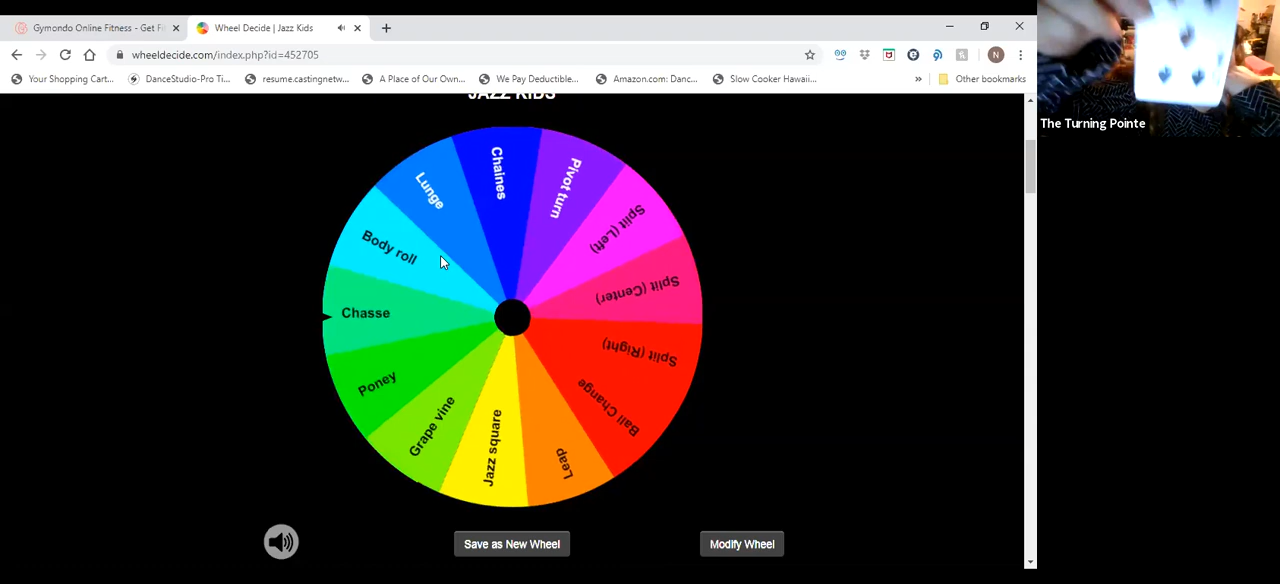 Gymondo Online Fitness - Get Fi
Wheel Decide | Jazz Kids
wheeldecide.com/index.php?id=452705
N
Your Shopping Cart...
DanceStudio-Pro Ti...
resume.castingnetw...
A Place of Our Own...
We Pay Deductible...
Amazon.com: Danc...
Slow Cooker Hawaii...
»
Other bookmarks
JAZZ KIDS
Chaines
Pivot turn
Split (Left)
Split (Center)
Split (Right)
Ball Change
Leap
Jazz square
Grape vine
Poney
Chasse
Body roll
Lunge
Save as New Wheel
Modify Wheel
The Turning Pointe